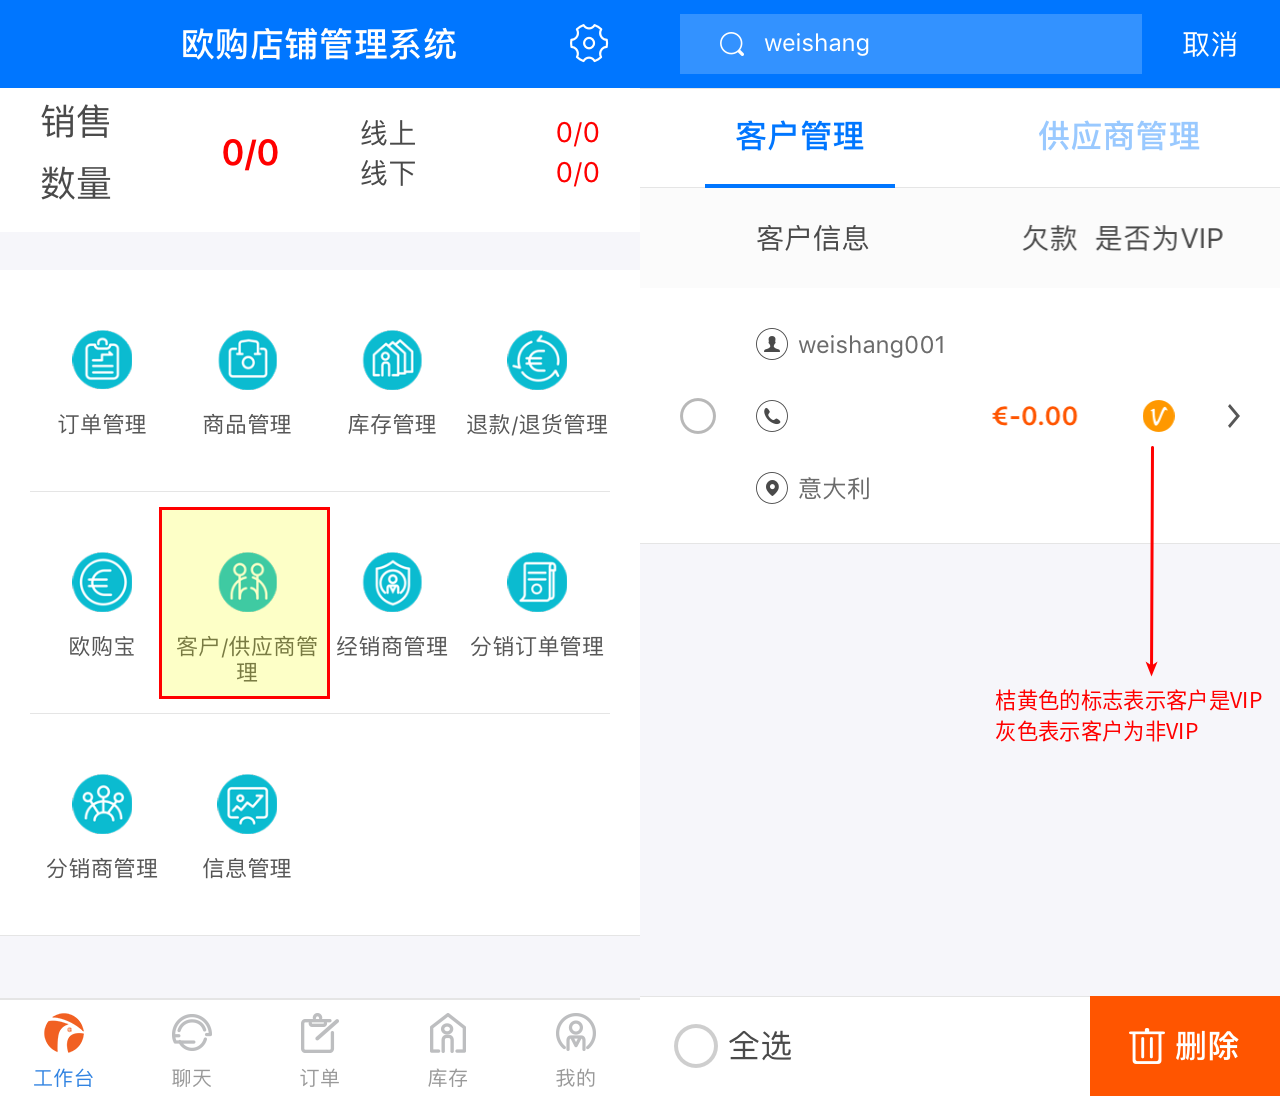 欧购店铺管理系统
销售
数量
0/0
线上
0/0
线下
0/0
订单管理
商品管理
库存管理
退款/退货管理
欧购宝
客户/供应商管
理
经销商管理
分销订单管理
分销商管理
信息管理
工作台
聊天
订单
库存
我的
weishang
取消
客户管理
供应商管理
客户信息
欠款
是否为VIP
weishang001
€-0.00
意大利
桔黄色的标志表示客户是VIP
灰色表示客户为非VIP
全选
删除